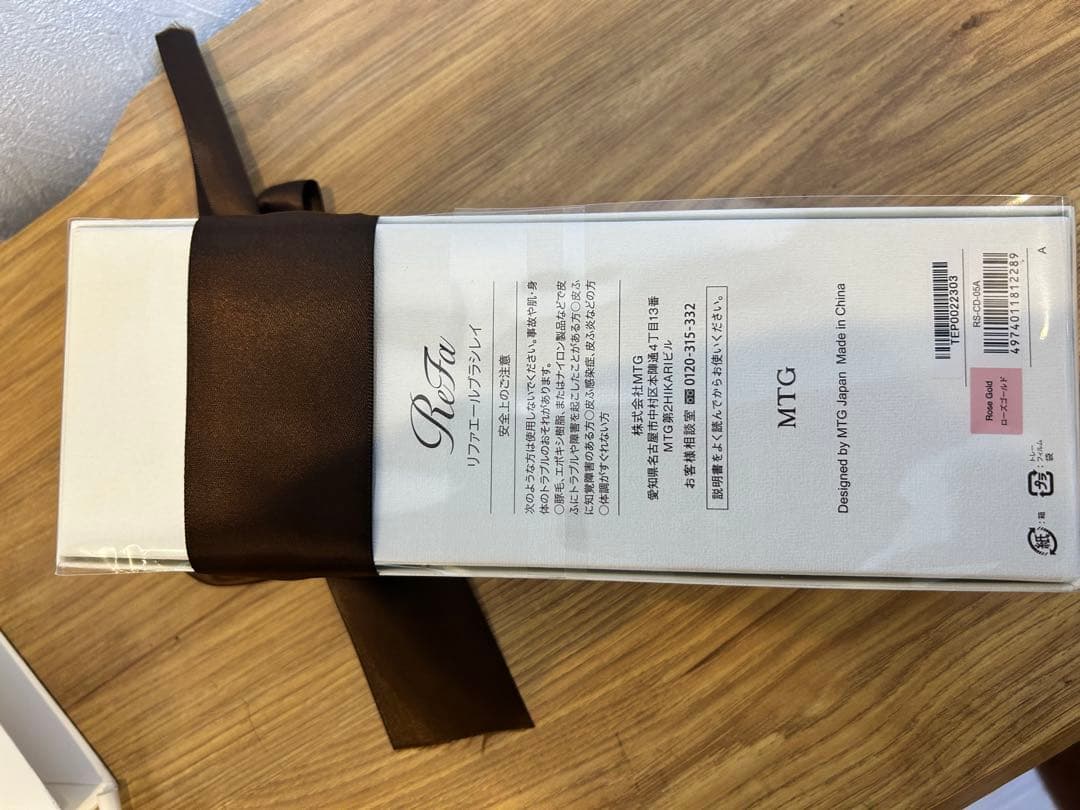 ReFa
リファエールブラシレイ
安全上のご注意
次のような方は使用しないでください。事故や肌・身
体のトラブルのおそれがあります。
〇豚毛、エポキシ樹脂、またはナイロン製品などで皮
ふにトラブルや障害を起こしたことがある方〇皮ふ
に知覚障害のある方〇皮ふ感染症、皮ふ炎などの方
〇体調がすぐれない方
株式会社MTG
愛知県名古屋市中村区本陣通4丁目13番
MTG第2HIKARIビル
お客様相談室 0120-315-332
説明書をよく読んでからお使いください。
MTG
Designed by MTG Japan Made in China
TEP0022303
RS-CD-05A
4974011812289
Rose Gold
ローズゴールド
A
紙:箱
プラ:トレー フィルム 袋